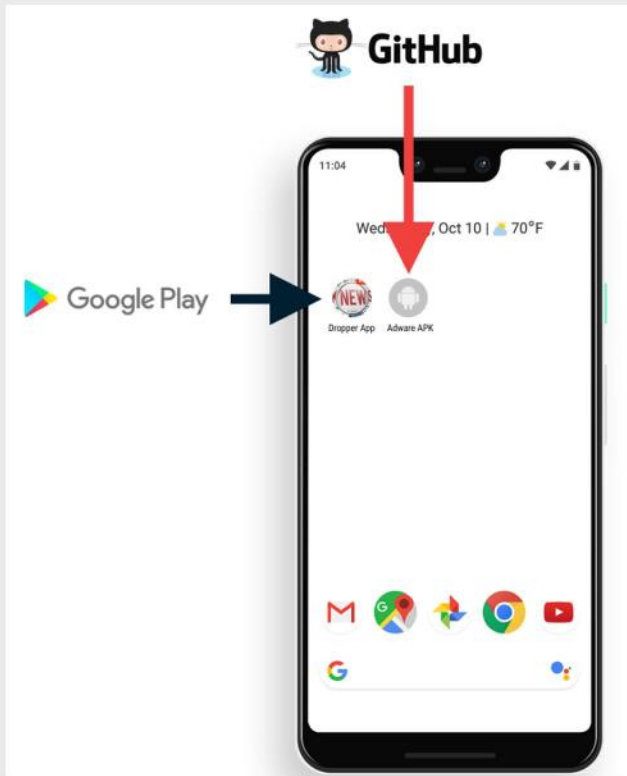 GitHub
11:04
Wed, Oct 10 | 70°F
Google Play
NEWS
Dropper App
Adware APK